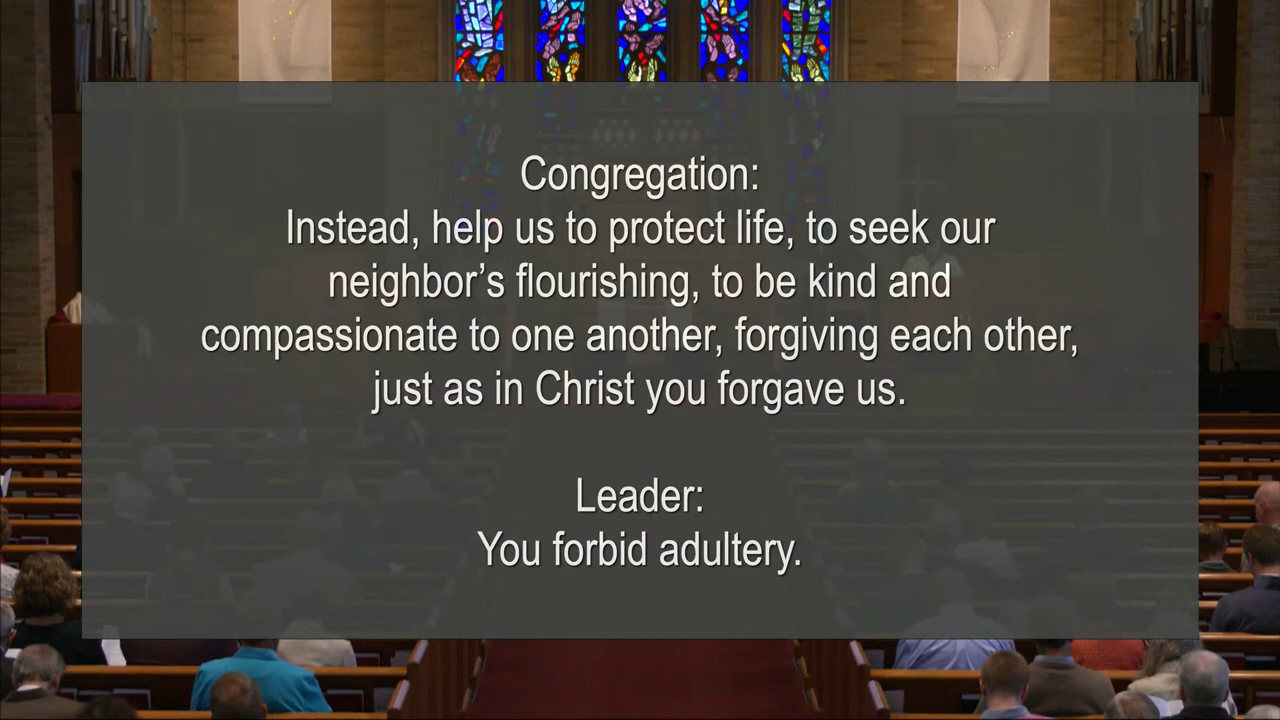 Congregation:
Instead, help us to protect life, to seek our
neighbor’s flourishing, to be kind and
compassionate to one another, forgiving each other,
just as in Christ you forgave us.
Leader:
You forbid adultery.